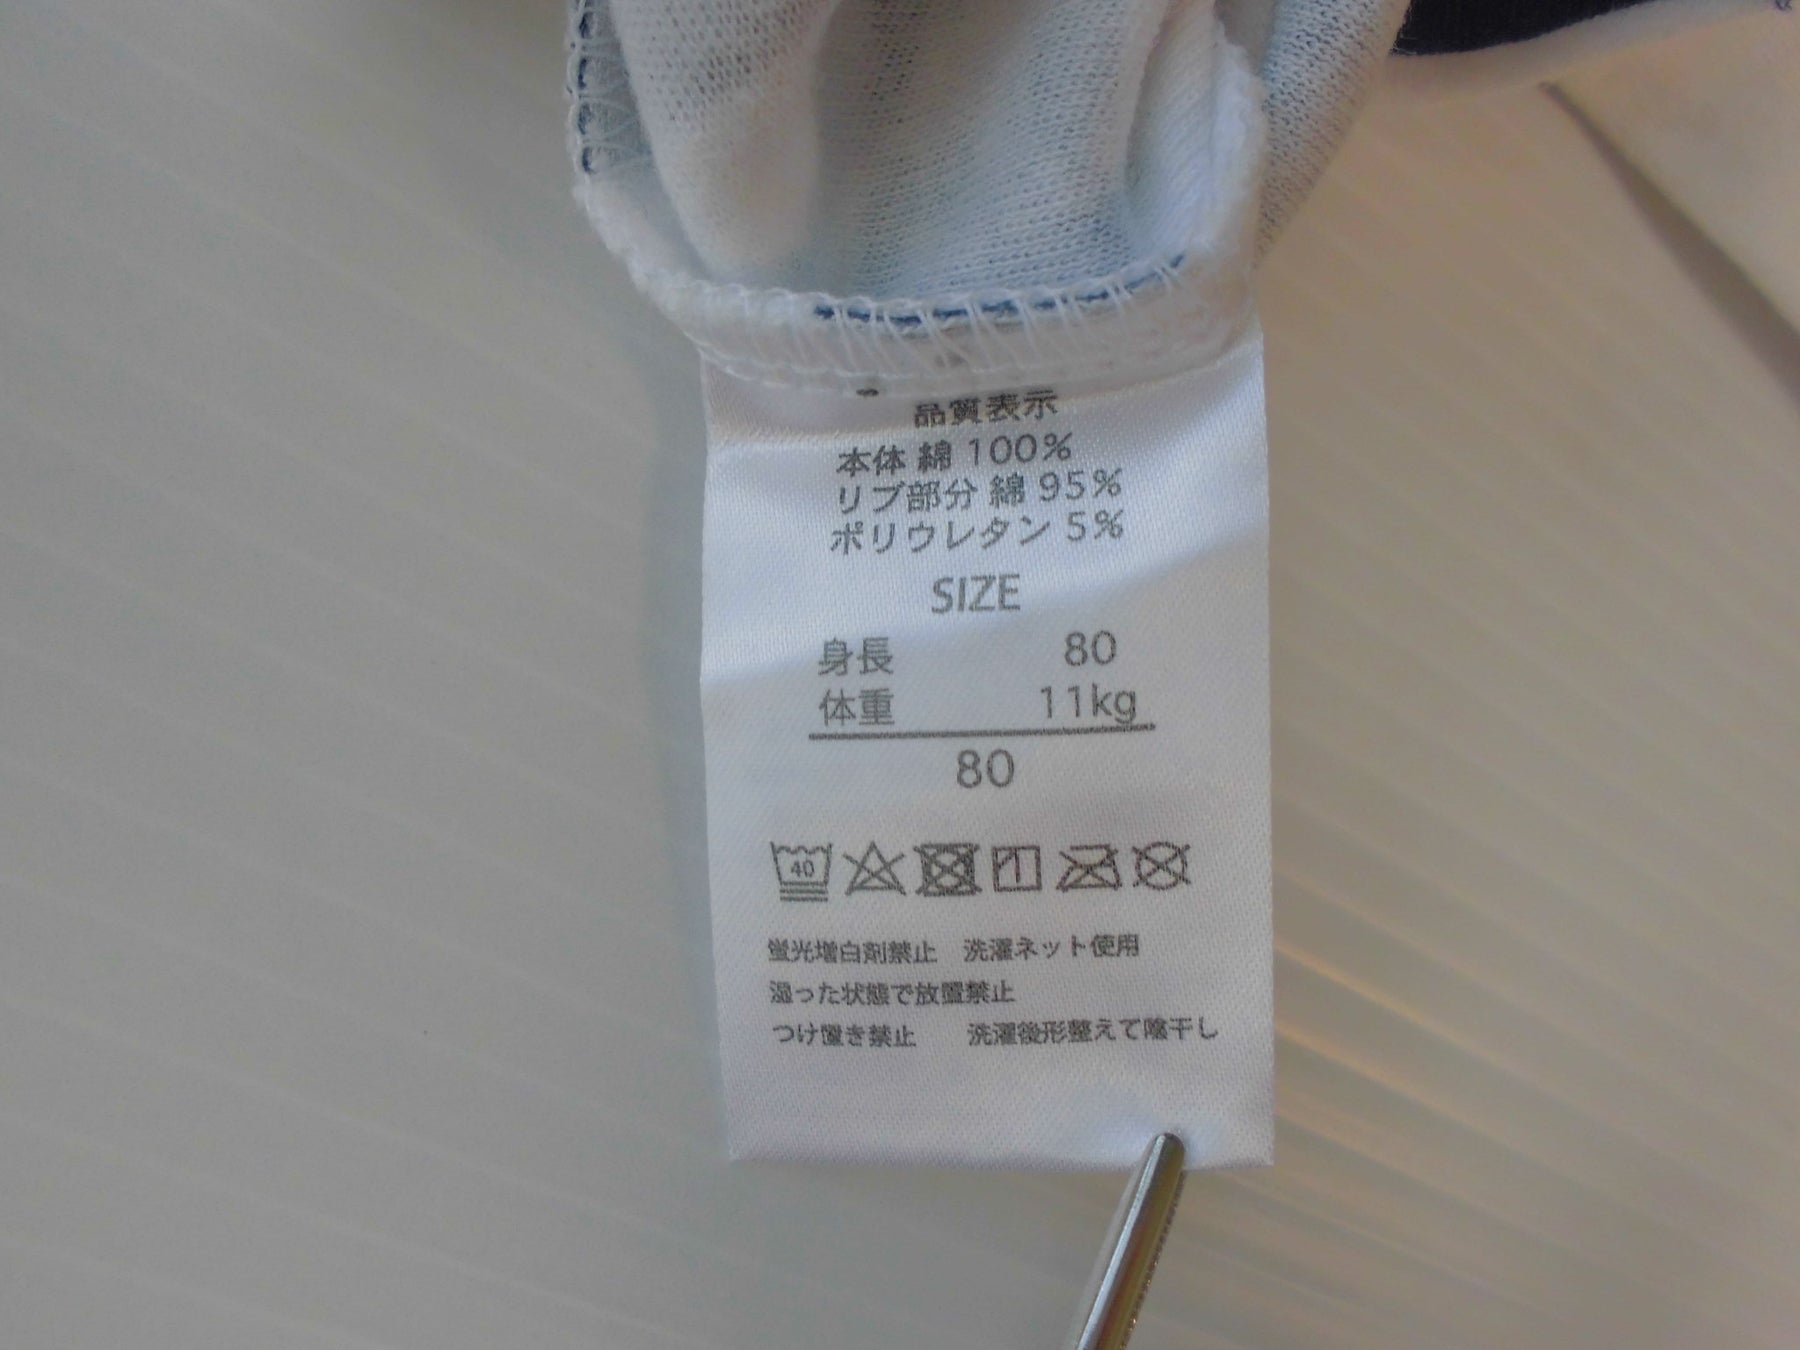 品質表示
本体 綿 100%
リブ部分 綿 95%
ポリウレタン 5%
SIZE
身長 80
体重 11kg
80
40
蛍光増白剤禁止 洗濯ネット使用
湿った状態で放置禁止
つけ置き禁止 洗濯後形整えて陰干し